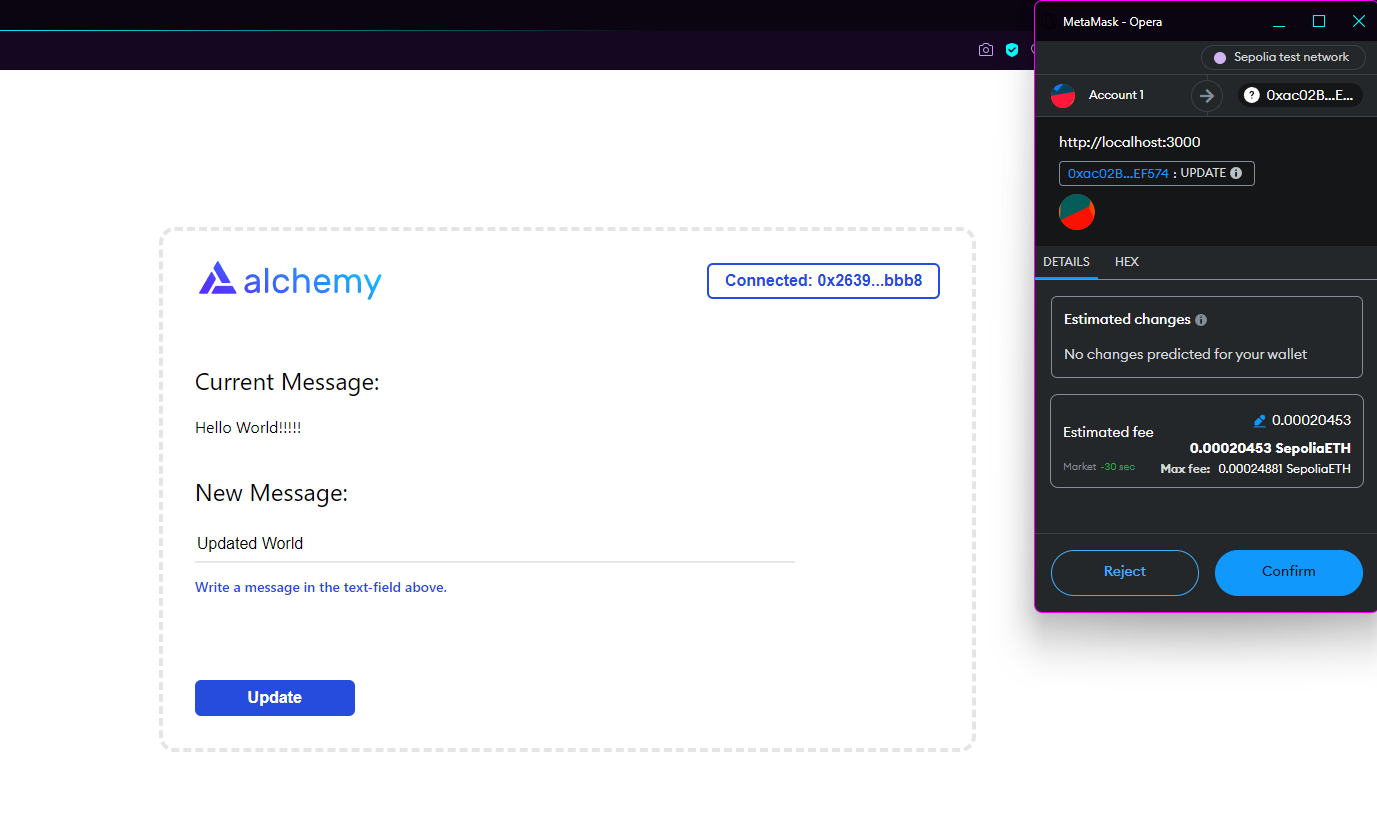 MetaMask - Opera
Sepolia test network
Account 1
? 0xac02B...E...
http://localhost:3000
0xac02B...EF574 : UPDATE
DETAILS HEX
Estimated changes
No changes predicted for your wallet
Estimated fee
0.00020453
0.00020453 SepoliaETH
Market ~30 sec
Max fee: 0.00024881 SepoliaETH
Reject
Confirm
alchemy
Connected: 0x2639...bbb8
Current Message:
Hello World!!!!!
New Message:
Updated World
Write a message in the text-field above.
Update